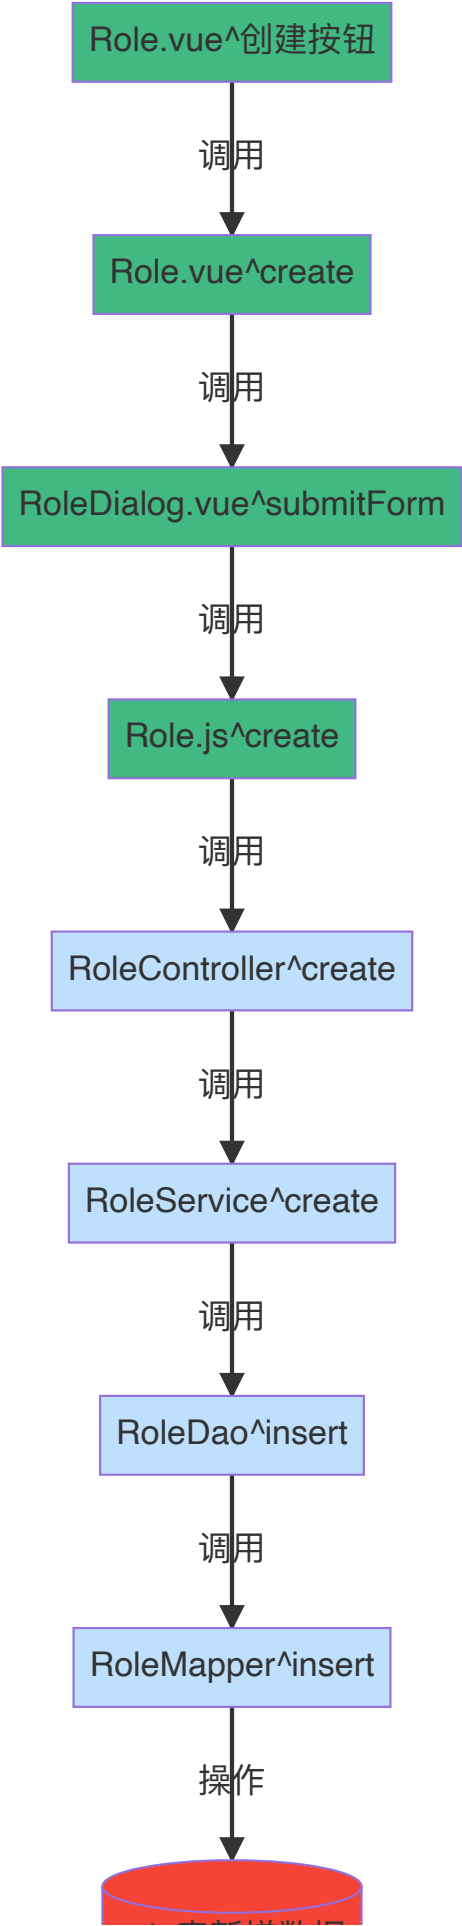 Role.vue^创建按钮
调用
Role.vue^create
调用
RoleDialog.vue^submitForm
调用
Role.js^create
调用
RoleController^create
调用
RoleService^create
调用
RoleDao^insert
调用
RoleMapper^insert
操作